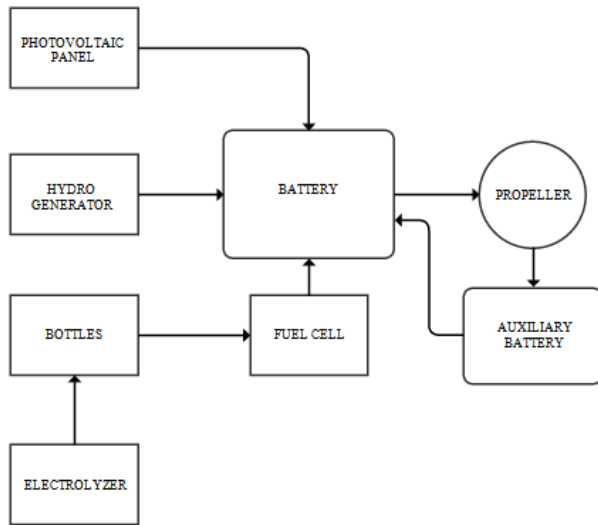 PHOTOVOLTAIC
PANEL
HYDRO
GENERATOR
BATTERY
PROPELLER
BOTTLES
FUEL CELL
AUXILIARY
BATTERY
ELECTROLYZER